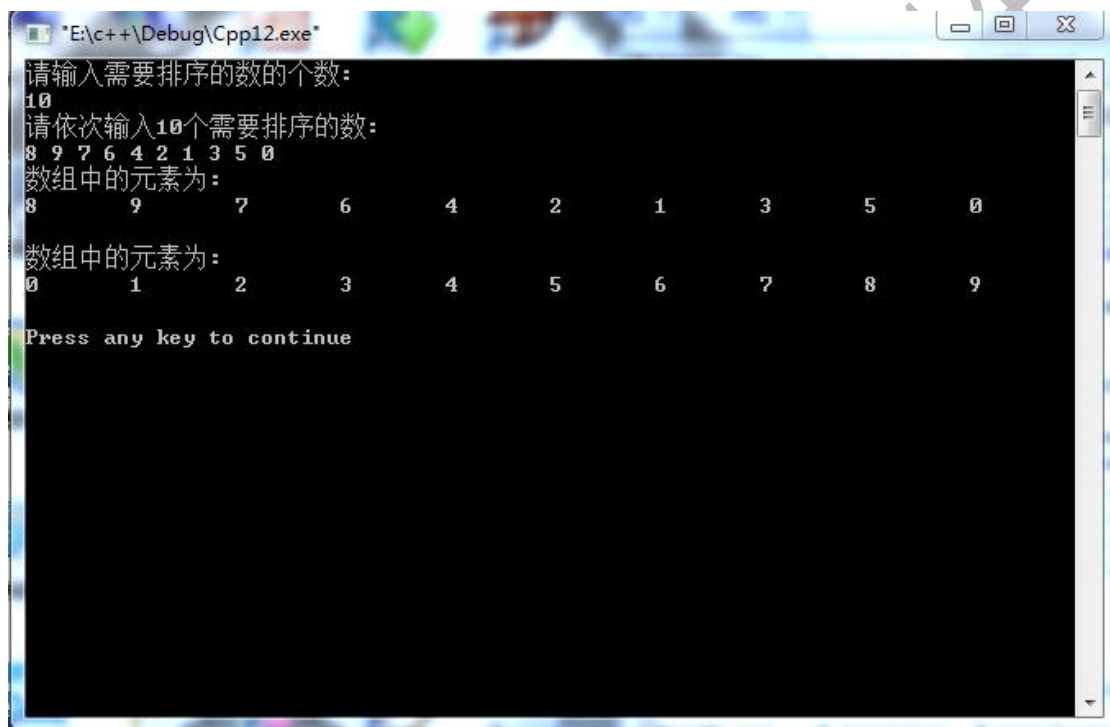 "E:\c++\Debug\Cpp12.exe"
请输入需要排序的数的个数:
10
请依次输入10个需要排序的数:
8 9 7 6 4 2 1 3 5 0
数组中的元素为:
8 9 7 6 4 2 1 3 5 0
数组中的元素为:
0 1 2 3 4 5 6 7 8 9
Press any key to continue